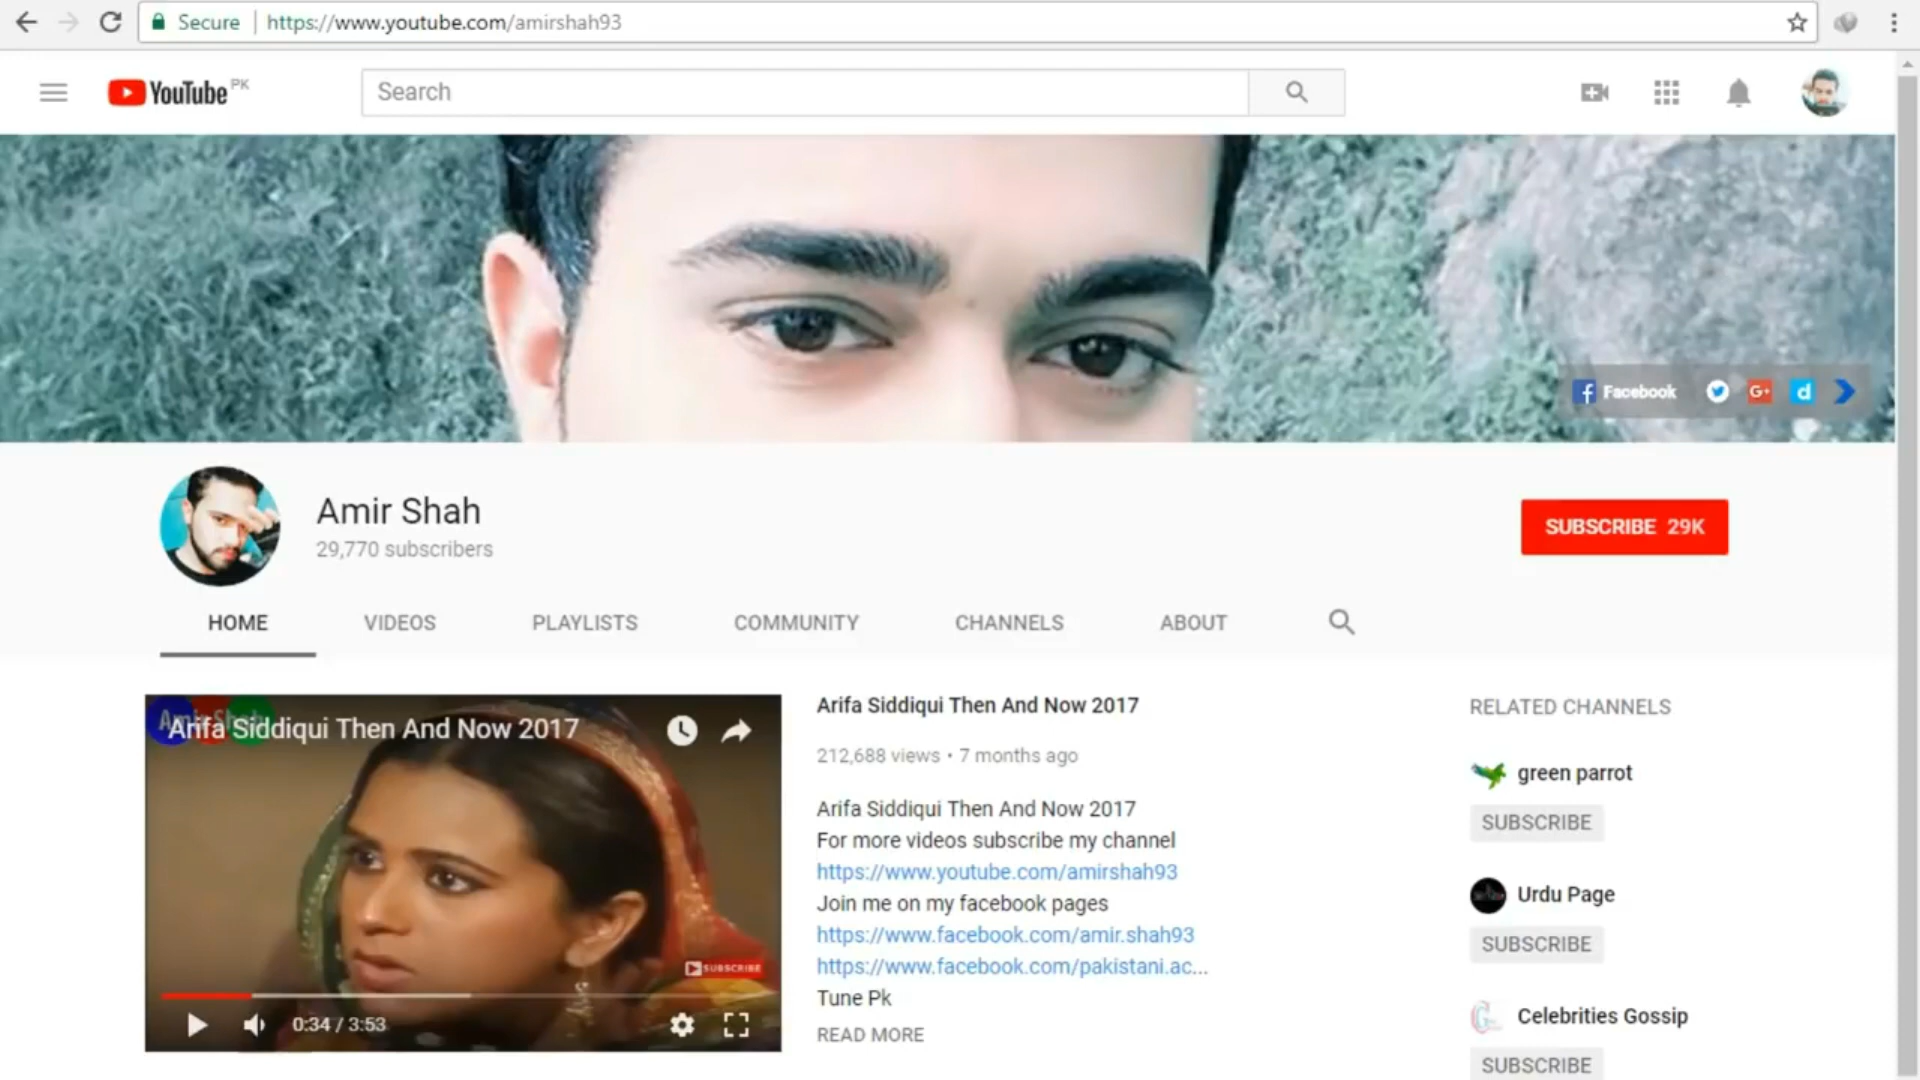 Secure https://www.youtube.com/amirshah93
YouTube PK
Search
Facebook
Amir Shah
29,770 subscribers
SUBSCRIBE 29K
HOME VIDEOS PLAYLISTS COMMUNITY CHANNELS ABOUT
Amir Shah
Arifa Siddiqui Then And Now 2017
SUBSCRIBE
0:34 / 3:53
Arifa Siddiqui Then And Now 2017
212,688 views • 7 months ago
Arifa Siddiqui Then And Now 2017
For more videos subscribe my channel
https://www.youtube.com/amirshah93
Join me on my facebook pages
https://www.facebook.com/amir.shah93
https://www.facebook.com/pakistani.ac...
Tune Pk
READ MORE
RELATED CHANNELS
green parrot
SUBSCRIBE
Urdu Page
SUBSCRIBE
Celebrities Gossip
SUBSCRIBE